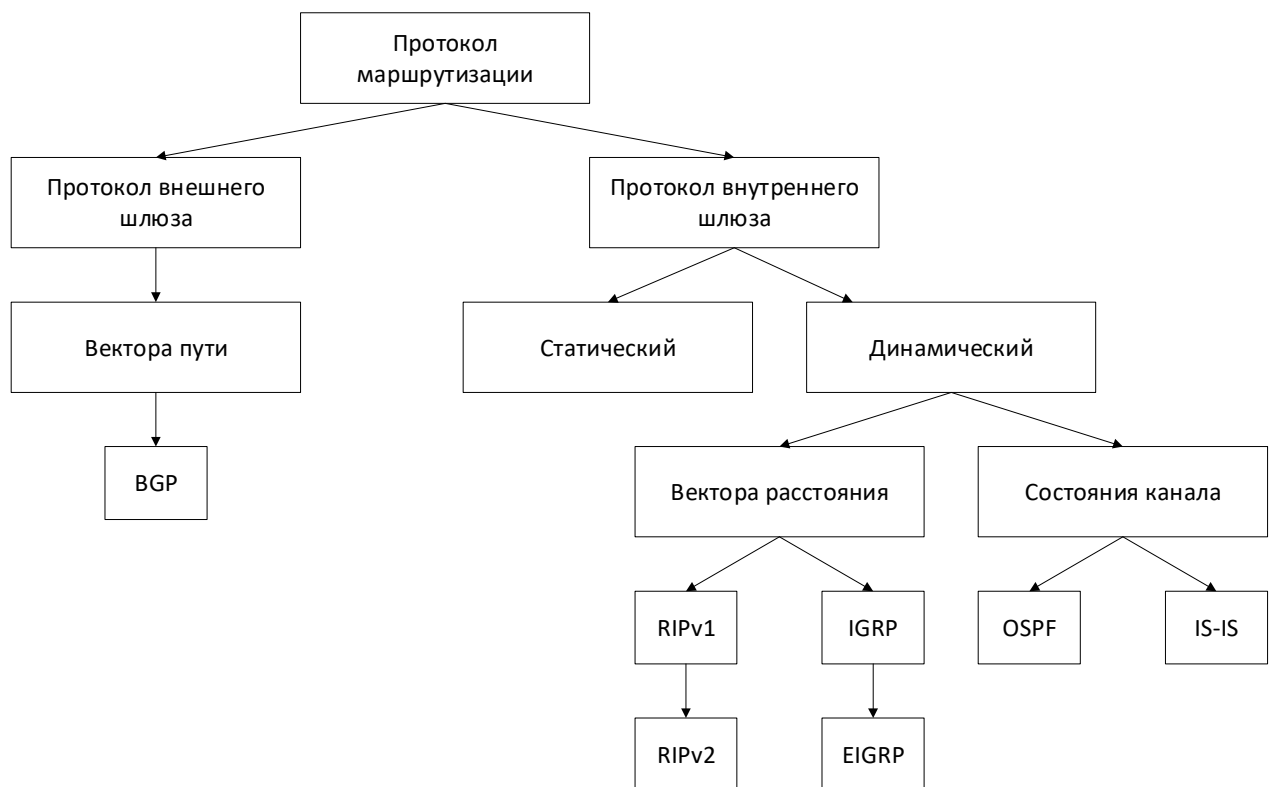 Протокол
маршрутизации
Протокол внешнего
шлюза
Протокол внутреннего
шлюза
Вектора пути
Статический
Динамический
BGP
Вектора расстояния
Состояния канала
RIPv1
IGRP
OSPF
IS-IS
RIPv2
EIGRP